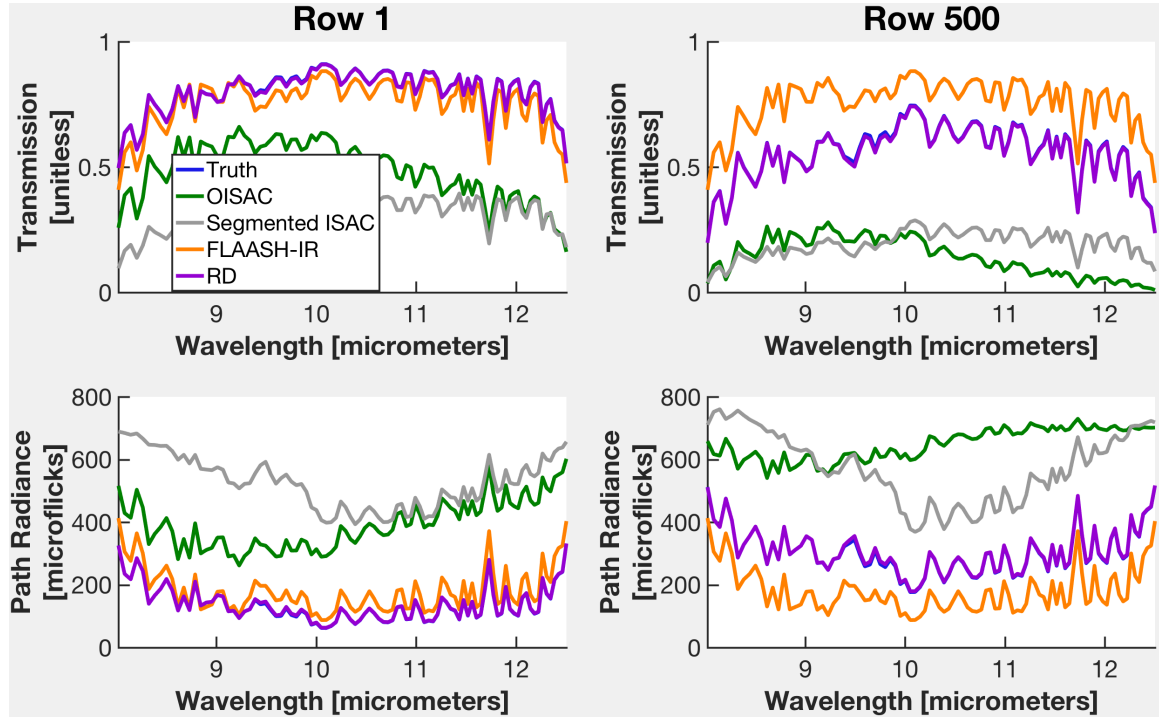 Row 1
Row 500
1
0.5
0
Transmission
[unitless]
Truth
OISAC
Segmented ISAC
FLAASH-IR
RD
9
10
11
12
Wavelength [micrometers]
1
0.5
0
Transmission
[unitless]
9
10
11
12
Wavelength [micrometers]
800
600
400
200
0
Path Radiance
[microflicks]
9
10
11
12
Wavelength [micrometers]
800
600
400
200
0
Path Radiance
[microflicks]
9
10
11
12
Wavelength [micrometers]